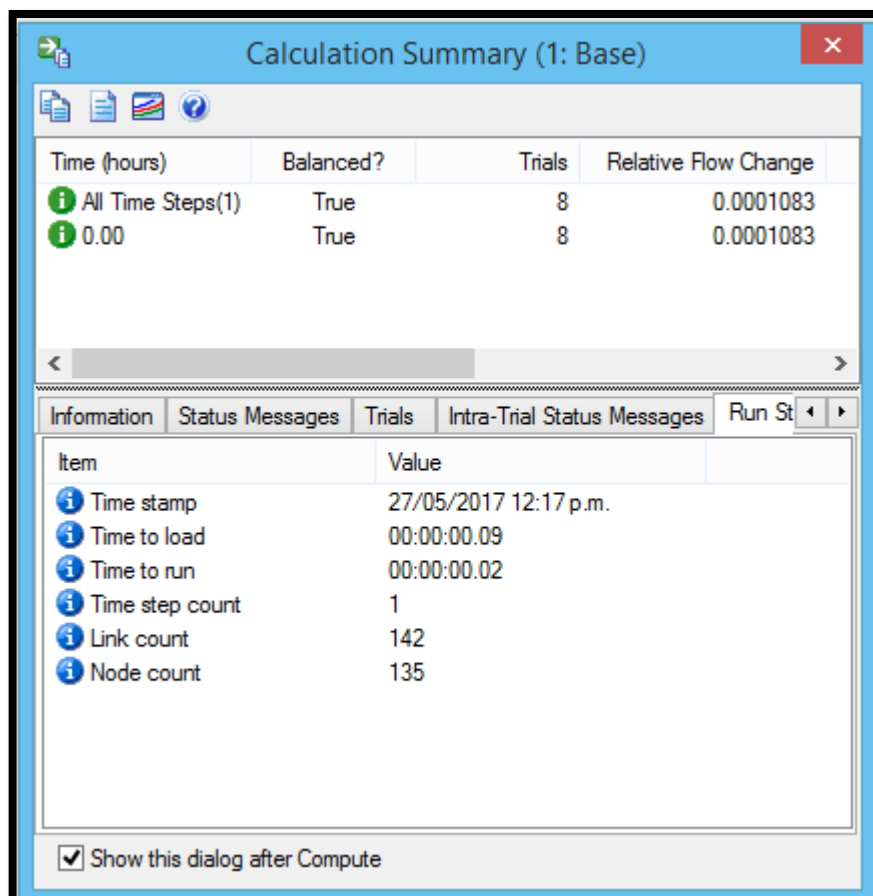 Calculation Summary (1: Base)
Time (hours) Balanced? Trials Relative Flow Change
All Time Steps(1) True 8 0.0001083
0.00 True 8 0.0001083
Information Status Messages Trials Intra-Trial Status Messages Run St
Item Value
Time stamp 27/05/2017 12:17 p.m.
Time to load 00:00:00.09
Time to run 00:00:00.02
Time step count 1
Link count 142
Node count 135
Show this dialog after Compute